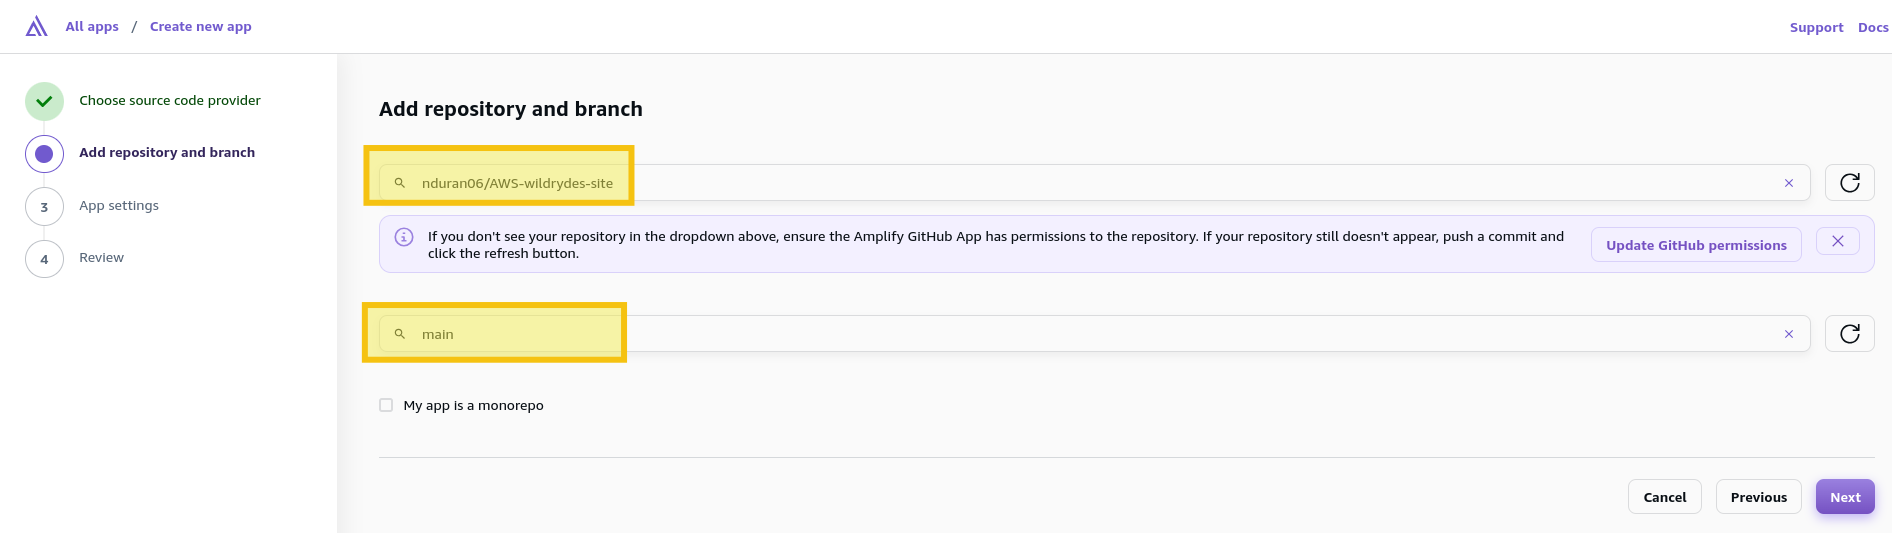 All apps / Create new app
Support Docs
Choose source code provider
Add repository and branch
3 App settings
4 Review
Add repository and branch
nduran06/AWS-wildrydes-site
If you don't see your repository in the dropdown above, ensure the Amplify GitHub App has permissions to the repository. If your repository still doesn't appear, push a commit and
click the refresh button.
Update GitHub permissions
main
My app is a monorepo
Cancel Previous Next